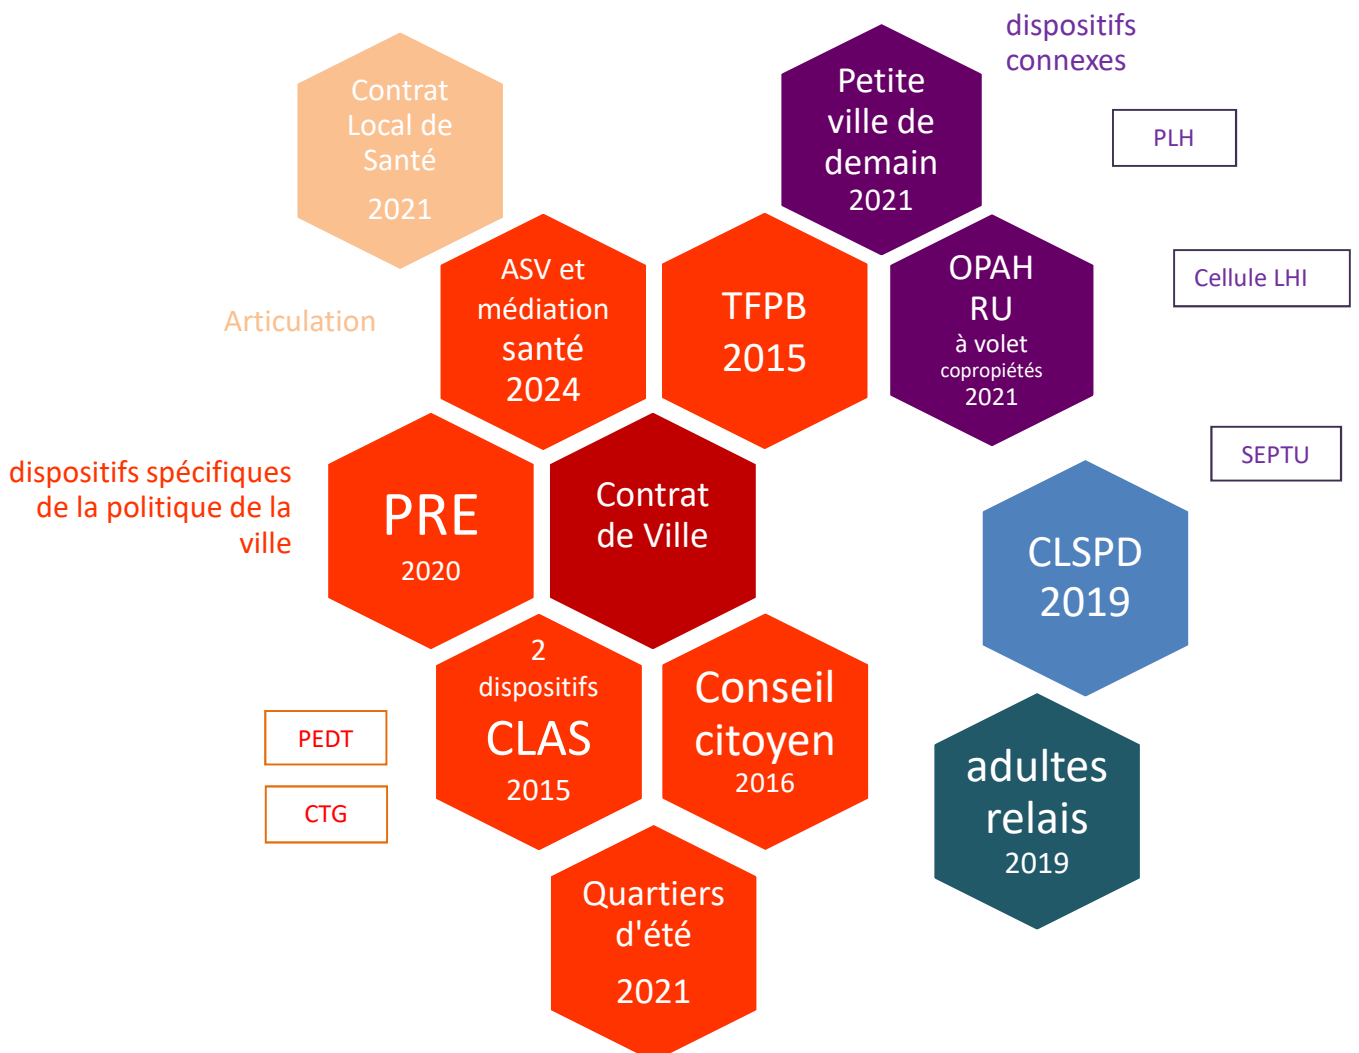 dispositifs
connexes
Contrat
Local de
Santé
2021
Petite
ville de
demain
2021
PLH
ASV et
médiation
santé
2024
TFPB
2015
OPAH
RU
à volet
copropiétés
2021
Cellule LHI
Articulation
SEPTU
dispositifs spécifiques
de la politique de la
ville
PRE
2020
Contrat
de Ville
CLSPD
2019
2
dispositifs
CLAS
2015
Conseil
citoyen
2016
PEDT
CTG
adultes
relais
2019
Quartiers
d'été
2021